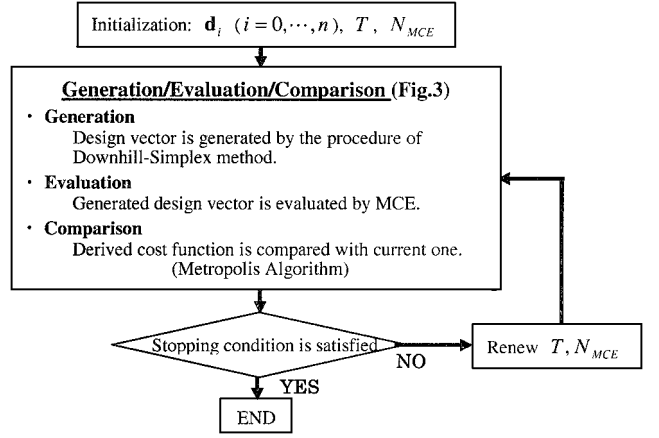 Initialization: d_i (i = 0, ⋯, n), T, N_MCE
Generation/Evaluation/Comparison (Fig.3)
・ Generation
Design vector is generated by the procedure of
Downhill-Simplex method.
・ Evaluation
Generated design vector is evaluated by MCE.
・ Comparison
Derived cost function is compared with current one.
(Metropolis Algorithm)
Stopping condition is satisfied
NO
Renew T, N_MCE
YES
END